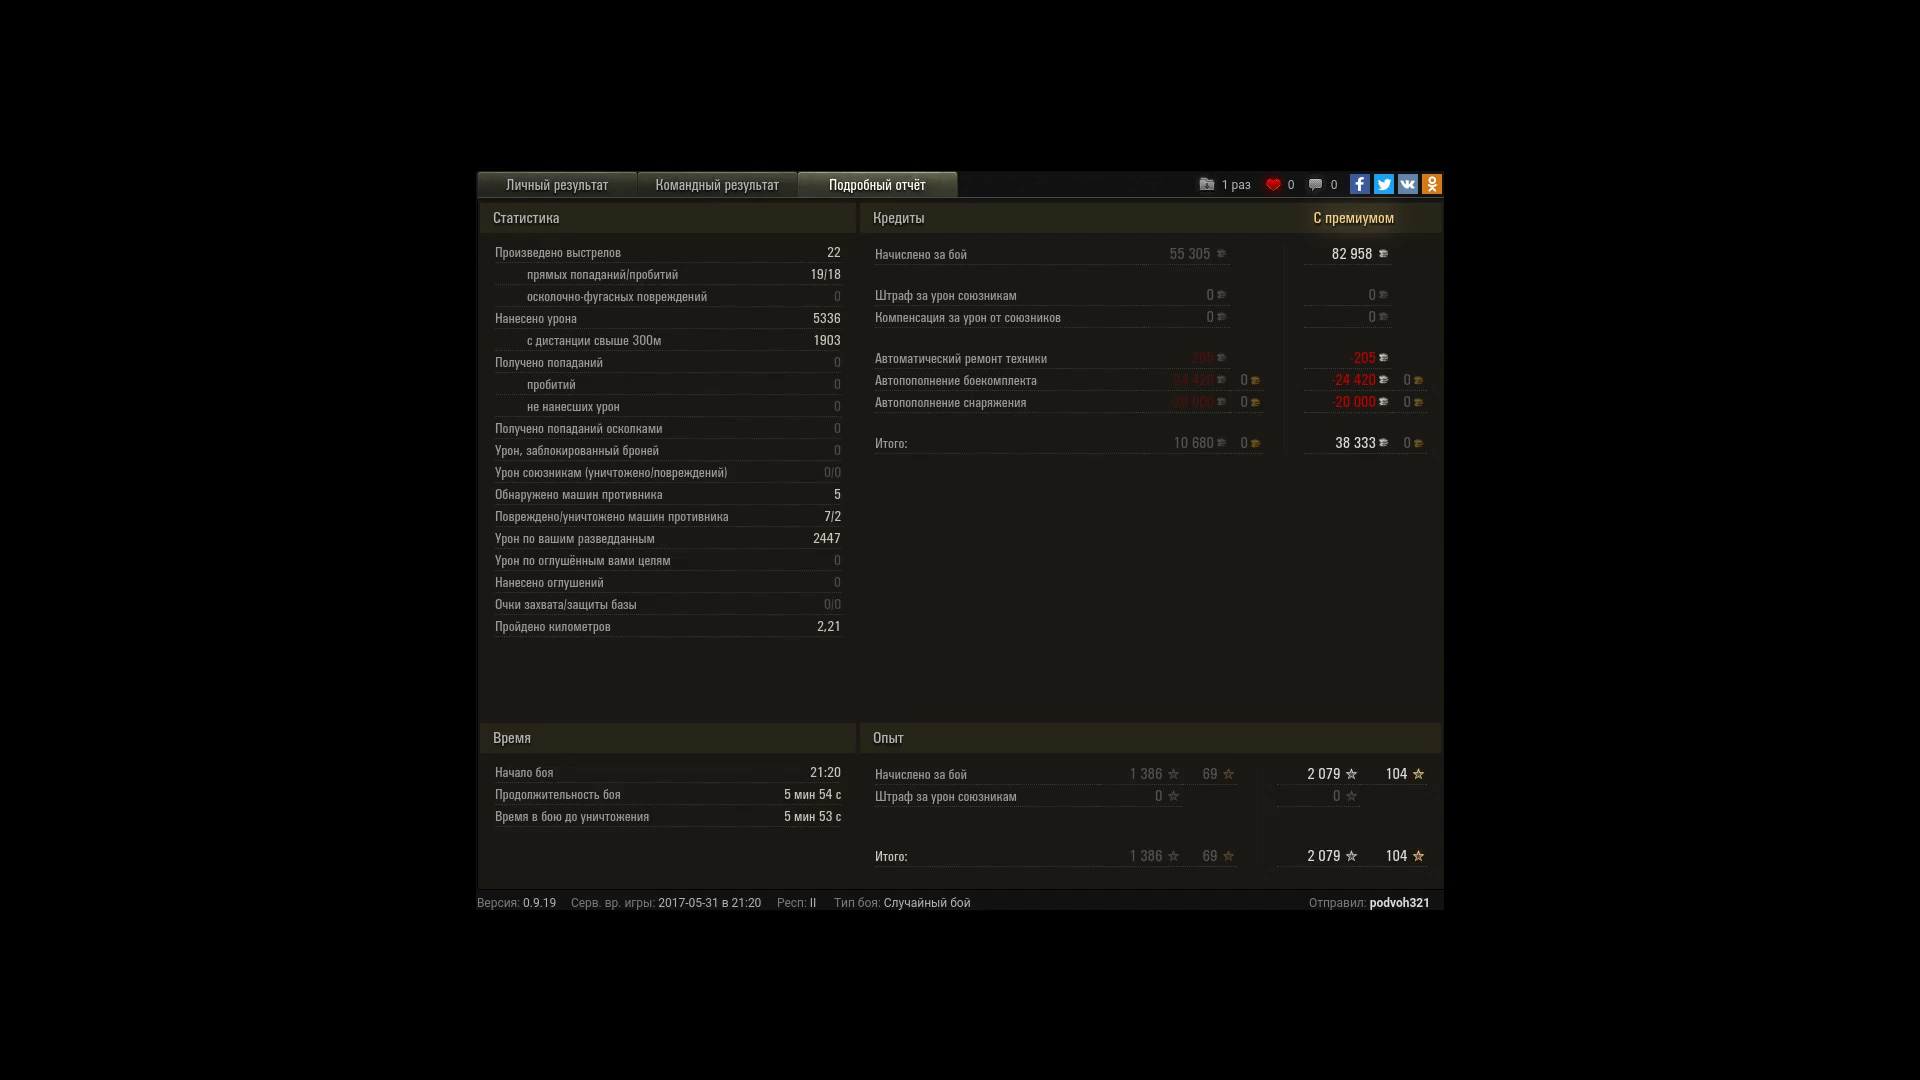 Личный результат Командный результат Подробный отчёт 1 раз 0 0
Статистика
Произведено выстрелов 22
прямых попаданий/пробитий 19/18
осколочно-фугасных повреждений 0
Нанесено урона 5336
с дистанции свыше 300м 1903
Получено попаданий 0
пробитий 0
не нанесших урон 0
Получено попаданий осколками 0
Урон, заблокированный броней 0
Урон союзникам (уничтожено/повреждений) 0/0
Обнаружено машин противника 5
Повреждено/уничтожено машин противника 7/2
Урон по вашим разведданным 2447
Урон по оглушённым вами целям 0
Нанесено оглушений 0
Очки захвата/защиты базы 0/0
Пройдено километров 2,21
Кредиты С премиумом
Начислено за бой 55 305 82 958
Штраф за урон союзникам 0 0
Компенсация за урон от союзников 0 0
Автоматический ремонт техники -205 -205
Автопополнение боекомплекта -24 420 0 -24 420 0
Автопополнение снаряжения -20 000 0 -20 000 0
Итого: 10 680 0 38 333 0
Время
Начало боя 21:20
Продолжительность боя 5 мин 54 с
Время в бою до уничтожения 5 мин 53 с
Опыт
Начислено за бой 1 386 69 2 079 104
Штраф за урон союзникам 0 0
Итого: 1 386 69 2 079 104
Версия: 0.9.19 Серв. вр. игры: 2017-05-31 в 21:20 Респ: II Тип боя: Случайный бой Отправил: podvoh321